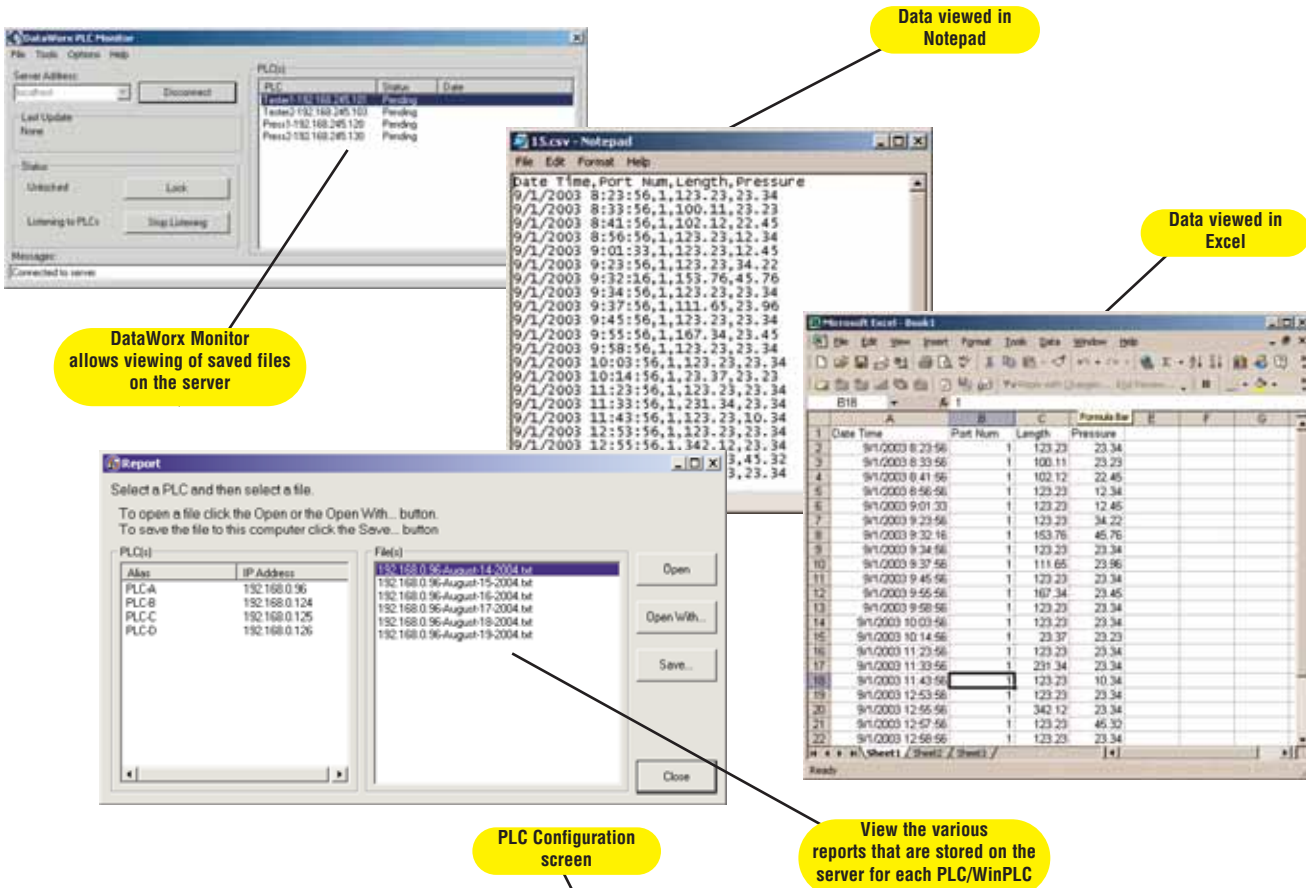 Data viewed in
Notepad
DataWorx PLC Monitor
File Tools Options Help
Server Address:
localhost
Disconnect
Last Update
None
Status
Unlocked
Lock
Listening to PLCs
Stop Listening
Messages:
Connected to server
PLC(s)
PLC Status Date
Tester1-192.168.245.101 Pending
Tester2-192.168.245.103 Pending
Press1-192.168.245.120 Pending
Press2-192.168.245.130 Pending
DataWorx Monitor
allows viewing of saved files
on the server
15.csv - Notepad
File Edit Format Help
Date Time,Port Num,Length,Pressure
9/1/2003 8:23:56,1,123.23,23.34
9/1/2003 8:33:56,1,100.11,23.23
9/1/2003 8:41:56,1,102.12,22.45
9/1/2003 8:56:56,1,123.23,12.34
9/1/2003 9:01:33,1,123.23,12.45
9/1/2003 9:23:56,1,123.23,34.22
9/1/2003 9:32:16,1,153.76,45.76
9/1/2003 9:34:56,1,123.23,23.34
9/1/2003 9:37:56,1,111.65,23.96
9/1/2003 9:45:56,1,123.23,23.34
9/1/2003 9:55:56,1,167.34,23.45
9/1/2003 9:58:56,1,123.23,23.34
9/1/2003 10:03:56,1,123.23,23.34
9/1/2003 10:14:56,1,23.37,23.23
9/1/2003 11:23:56,1,123.23,23.34
9/1/2003 11:33:56,1,231.34,23.34
9/1/2003 11:43:56,1,123.23,10.34
9/1/2003 12:53:56,1,123.23,23.34
9/1/2003 12:55:56,1,342.12,23.34
3,45.32
3,23.34
Data viewed in
Excel
Microsoft Excel - Book1
File Edit View Insert Format Tools Data Window Help
B18 1
Formula Bar
A B C E F G
1 Date Time Part Num Length Pressure
2 9/1/2003 8:23:56 1 123.23 23.34
3 9/1/2003 8:33:56 1 100.11 23.23
4 9/1/2003 8:41:56 1 102.12 22.45
5 9/1/2003 8:56:56 1 123.23 12.34
6 9/1/2003 9:01:33 1 123.23 12.45
7 9/1/2003 9:23:56 1 123.23 34.22
8 9/1/2003 9:32:16 1 153.76 45.76
9 9/1/2003 9:34:56 1 123.23 23.34
10 9/1/2003 9:37:56 1 111.65 23.96
11 9/1/2003 9:45:56 1 123.23 23.34
12 9/1/2003 9:55:56 1 167.34 23.45
13 9/1/2003 9:58:56 1 123.23 23.34
14 9/1/2003 10:03:56 1 123.23 23.34
15 9/1/2003 10:14:56 1 23.37 23.23
16 9/1/2003 11:23:56 1 123.23 23.34
17 9/1/2003 11:33:56 1 231.34 23.34
18 9/1/2003 11:43:56 1 123.23 10.34
19 9/1/2003 12:53:56 1 123.23 23.34
20 9/1/2003 12:55:56 1 342.12 23.34
21 9/1/2003 12:57:56 1 123.23 45.32
22 9/1/2003 12:58:56 1 123.23 23.34
Sheet1 / Sheet2 / Sheet3 /
Ready
Report
Select a PLC and then select a file.
To open a file click the Open or the Open With... button.
To save the file to this computer click the Save... button
PLC(s)
Alias IP Address
PLC-A 192.168.0.96
PLC-B 192.168.0.124
PLC-C 192.168.0.125
PLC-D 192.168.0.126
File(s)
192.168.0.96-August-14-2004.txt
192.168.0.96-August-15-2004.txt
192.168.0.96-August-16-2004.txt
192.168.0.96-August-17-2004.txt
192.168.0.96-August-18-2004.txt
192.168.0.96-August-19-2004.txt
Open
Open With...
Save...
Close
PLC Configuration
screen
View the various
reports that are stored on the
server for each PLC/WinPLC